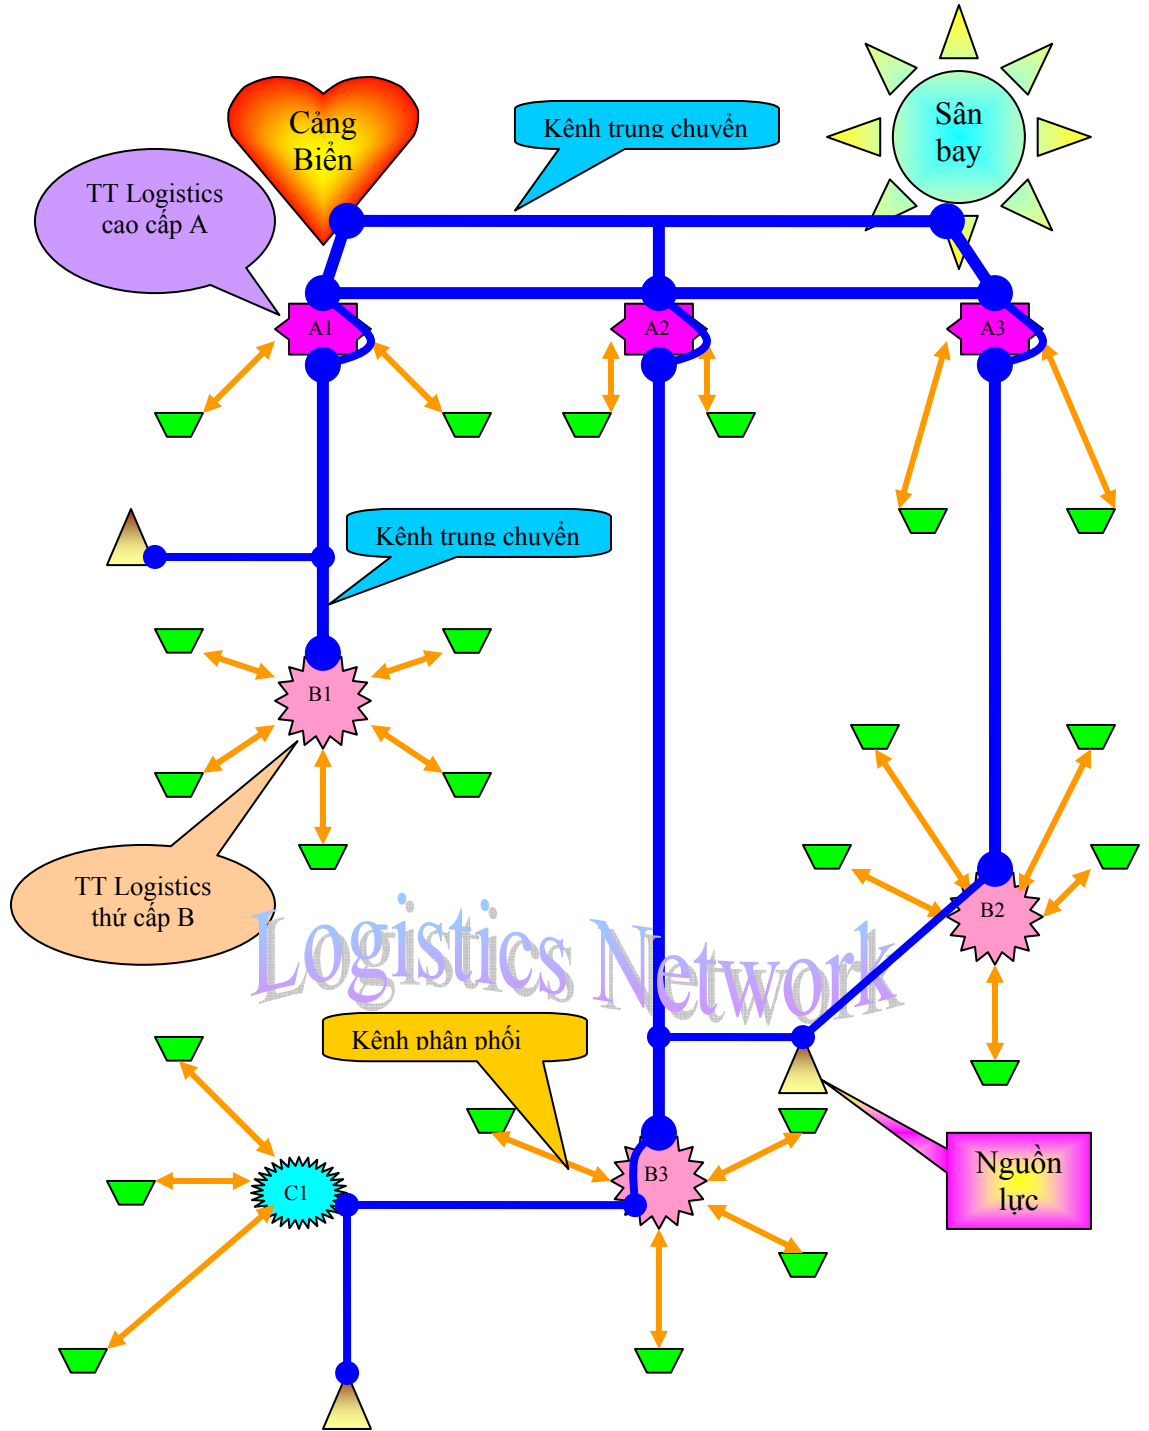 Cảng
Biển
Kênh trung chuyển
Sân
bay
TT Logistics
cao cấp A
A1
A2
A3
Kênh trung chuyển
B1
TT Logistics
thứ cấp B
B2
Logistics Network
Kênh phân phối
Nguồn
lực
C1
B3